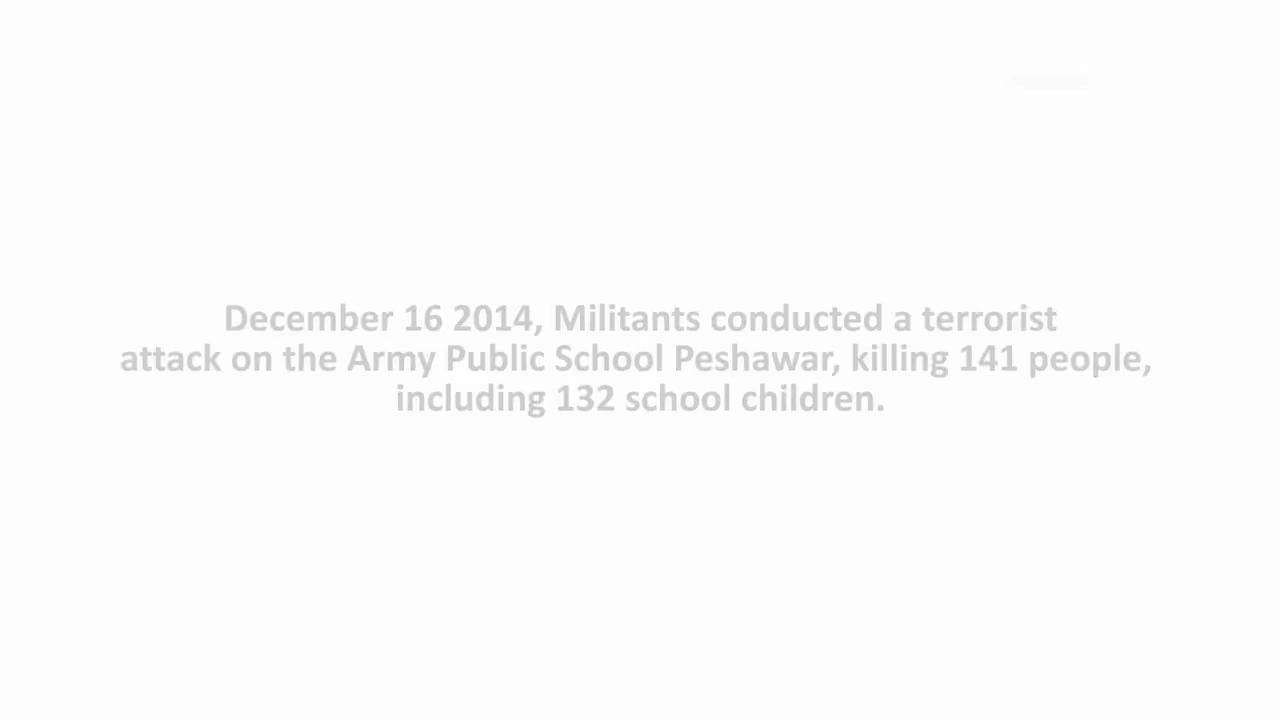 December 16 2014, Militants conducted a terrorist
attack on the Army Public School Peshawar, killing 141 people,
including 132 school children.